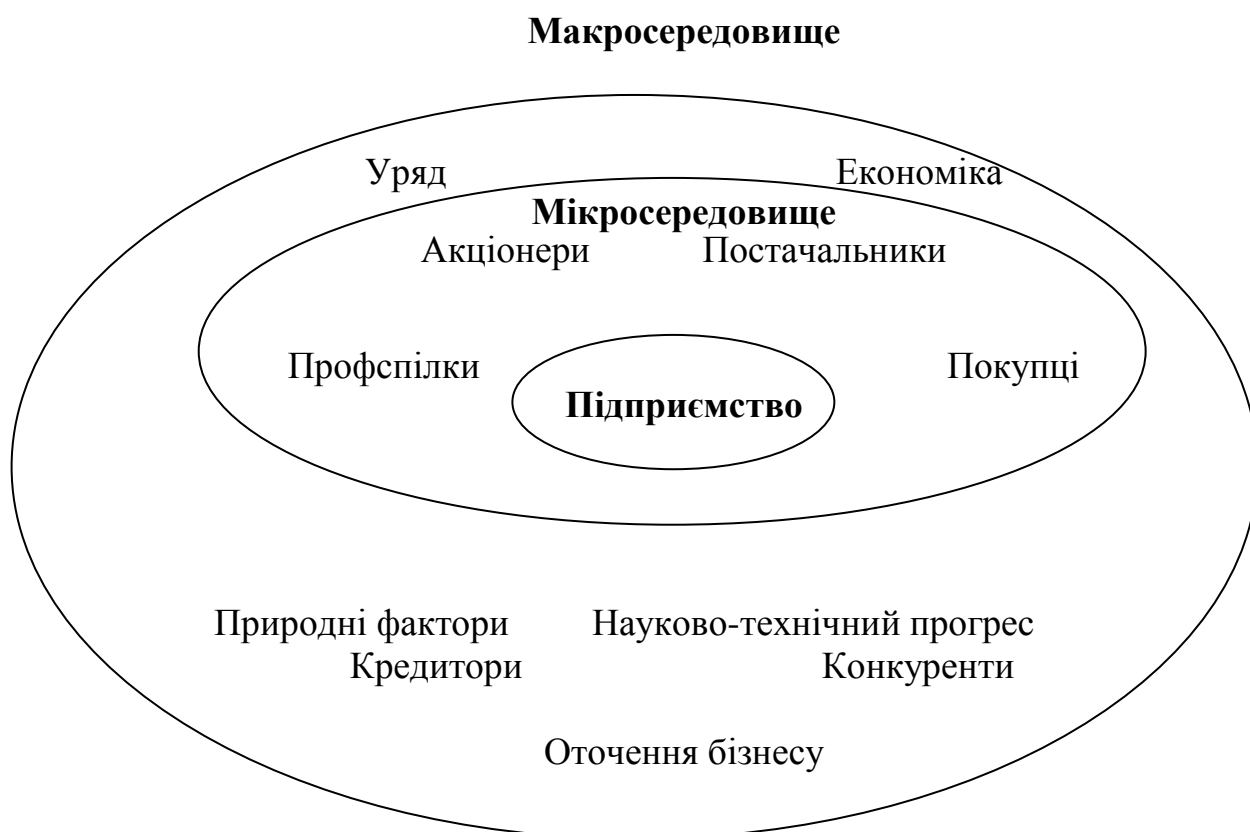 Макросередовище
Уряд Економіка
Мікросередовище
Акціонери Постачальники
Профспілки Покупці
Підприємство
Природні фактори Науково-технічний прогрес
Кредитори Конкуренти
Оточення бізнесу